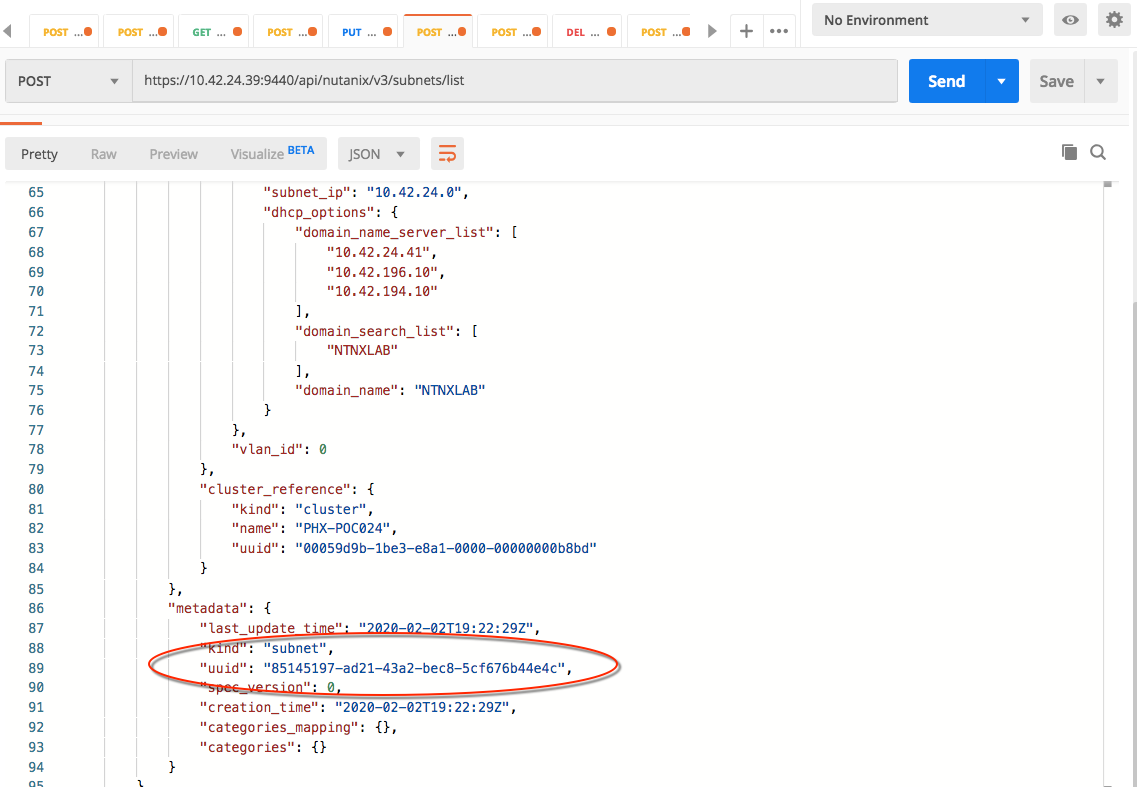 POST ... POST ... GET ... POST ... PUT ... POST ... POST ... DEL ... POST ... No Environment
POST https://10.42.24.39:9440/api/nutanix/v3/subnets/list Send Save
Pretty Raw Preview Visualize BETA JSON
65 "subnet_ip": "10.42.24.0",
66 "dhcp_options": {
67 "domain_name_server_list": [
68 "10.42.24.41",
69 "10.42.196.10",
70 "10.42.194.10"
71 ],
72 "domain_search_list": [
73 "NTNXLAB"
74 ],
75 "domain_name": "NTNXLAB"
76 }
77 },
78 "vlan_id": 0
79 },
80 "cluster_reference": {
81 "kind": "cluster",
82 "name": "PHX-POC024",
83 "uuid": "00059d9b-1be3-e8a1-0000-00000000b8bd"
84 }
85 },
86 "metadata": {
87 "last_update_time": "2020-02-02T19:22:29Z",
88 "kind": "subnet",
89 "uuid": "85145197-ad21-43a2-bec8-5cf676b44e4c",
90 "spec_version": 0,
91 "creation_time": "2020-02-02T19:22:29Z",
92 "categories_mapping": {},
93 "categories": {}
94 }
95 }